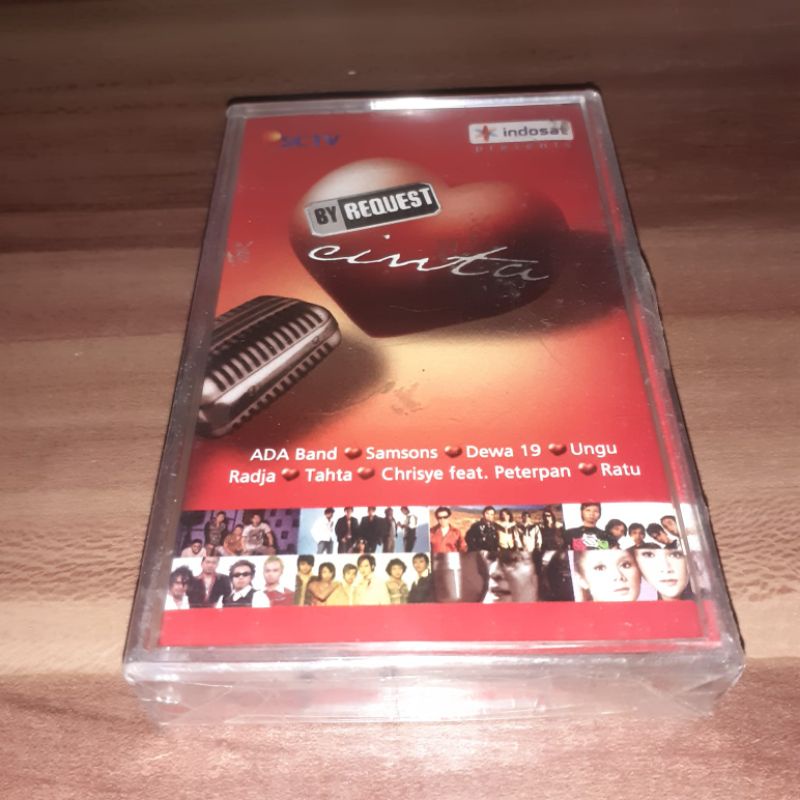 SCTV
indosat
presents
BY REQUEST
cinta
ADA Band Samsons Dewa 19 Ungu
Radja Tahta Chrisye feat. Peterpan Ratu